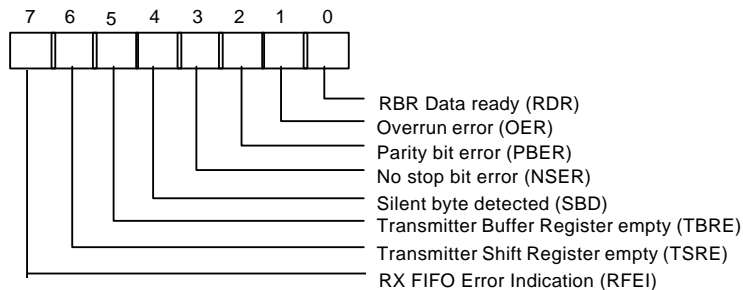 7 6 5 4 3 2 1 0
RBR Data ready (RDR)
Overrun error (OER)
Parity bit error (PBER)
No stop bit error (NSER)
Silent byte detected (SBD)
Transmitter Buffer Register empty (TBRE)
Transmitter Shift Register empty (TSRE)
RX FIFO Error Indication (RFEI)